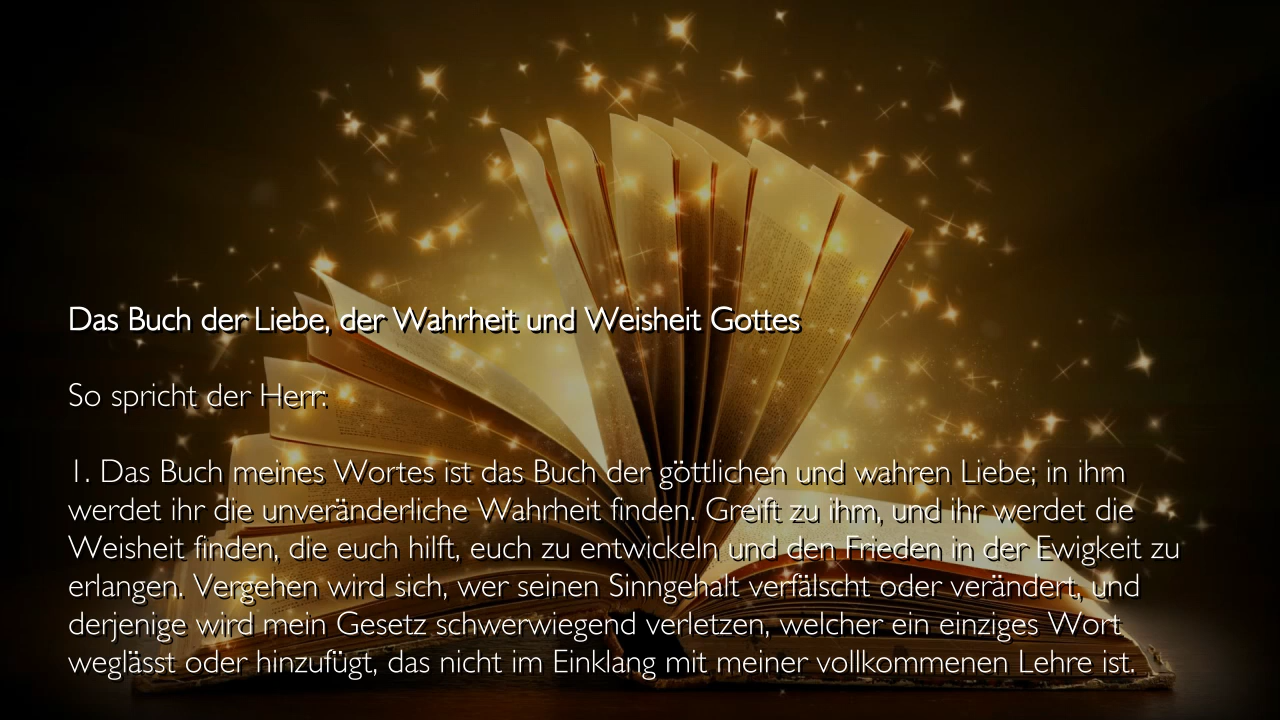 Das Buch der Liebe, der Wahrheit und Weisheit Gottes
So spricht der Herr:
1. Das Buch meines Wortes ist das Buch der göttlichen und wahren Liebe; in ihm
werdet ihr die unveränderliche Wahrheit finden. Greift zu ihm, und ihr werdet die
Weisheit finden, die euch hilft, euch zu entwickeln und den Frieden in der Ewigkeit zu
erlangen. Vergehen wird sich, wer seinen Sinngehalt verfälscht oder verändert, und
derjenige wird mein Gesetz schwerwiegend verletzen, welcher ein einziges Wort
weglässt oder hinzufügt, das nicht im Einklang mit meiner vollkommenen Lehre ist.